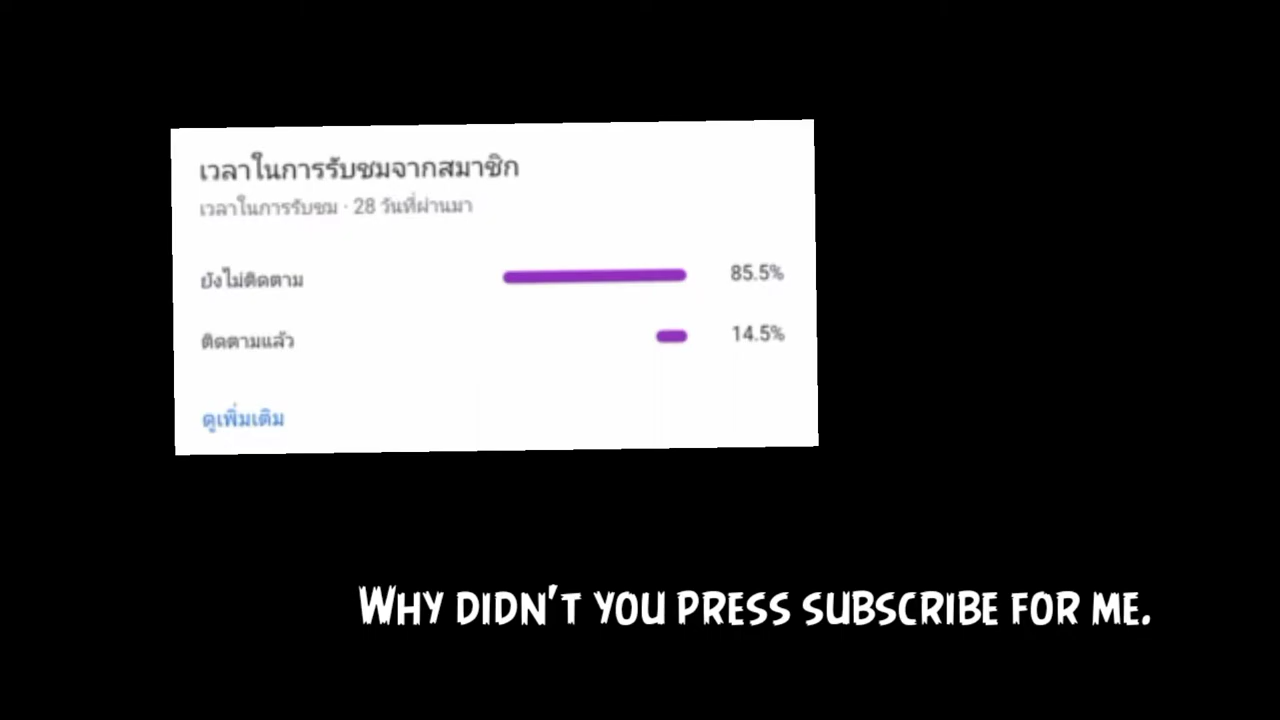 เวลาในการรับชมจากสมาชิก
เวลาในการรับชม · 28 วันที่ผ่านมา
ยังไม่ติดตาม 85.5%
ติดตามแล้ว 14.5%
ดูเพิ่มเติม
WHY DIDN'T YOU PRESS SUBSCRIBE FOR ME.